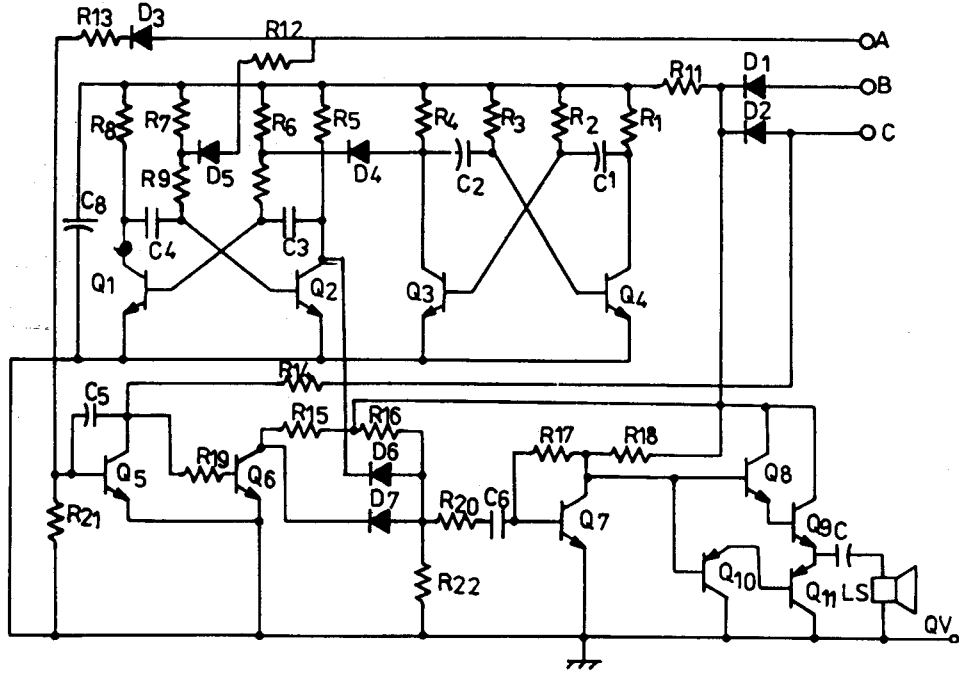 R13 D3 R12 A
R11 D1 B
R8 R7 R6 R5 R4 R3 R2 R1 D2 C
D5 D4 C2 C1
R9
C8 C4 C3
Q1 Q2 Q3 Q4
R14
C5 R15 R16
R17 R18
Q5 R19 Q6 D6 Q8
D7
R21 R20 C6 Q7 Q9 C
Q10
R22 Q11 LS
QV